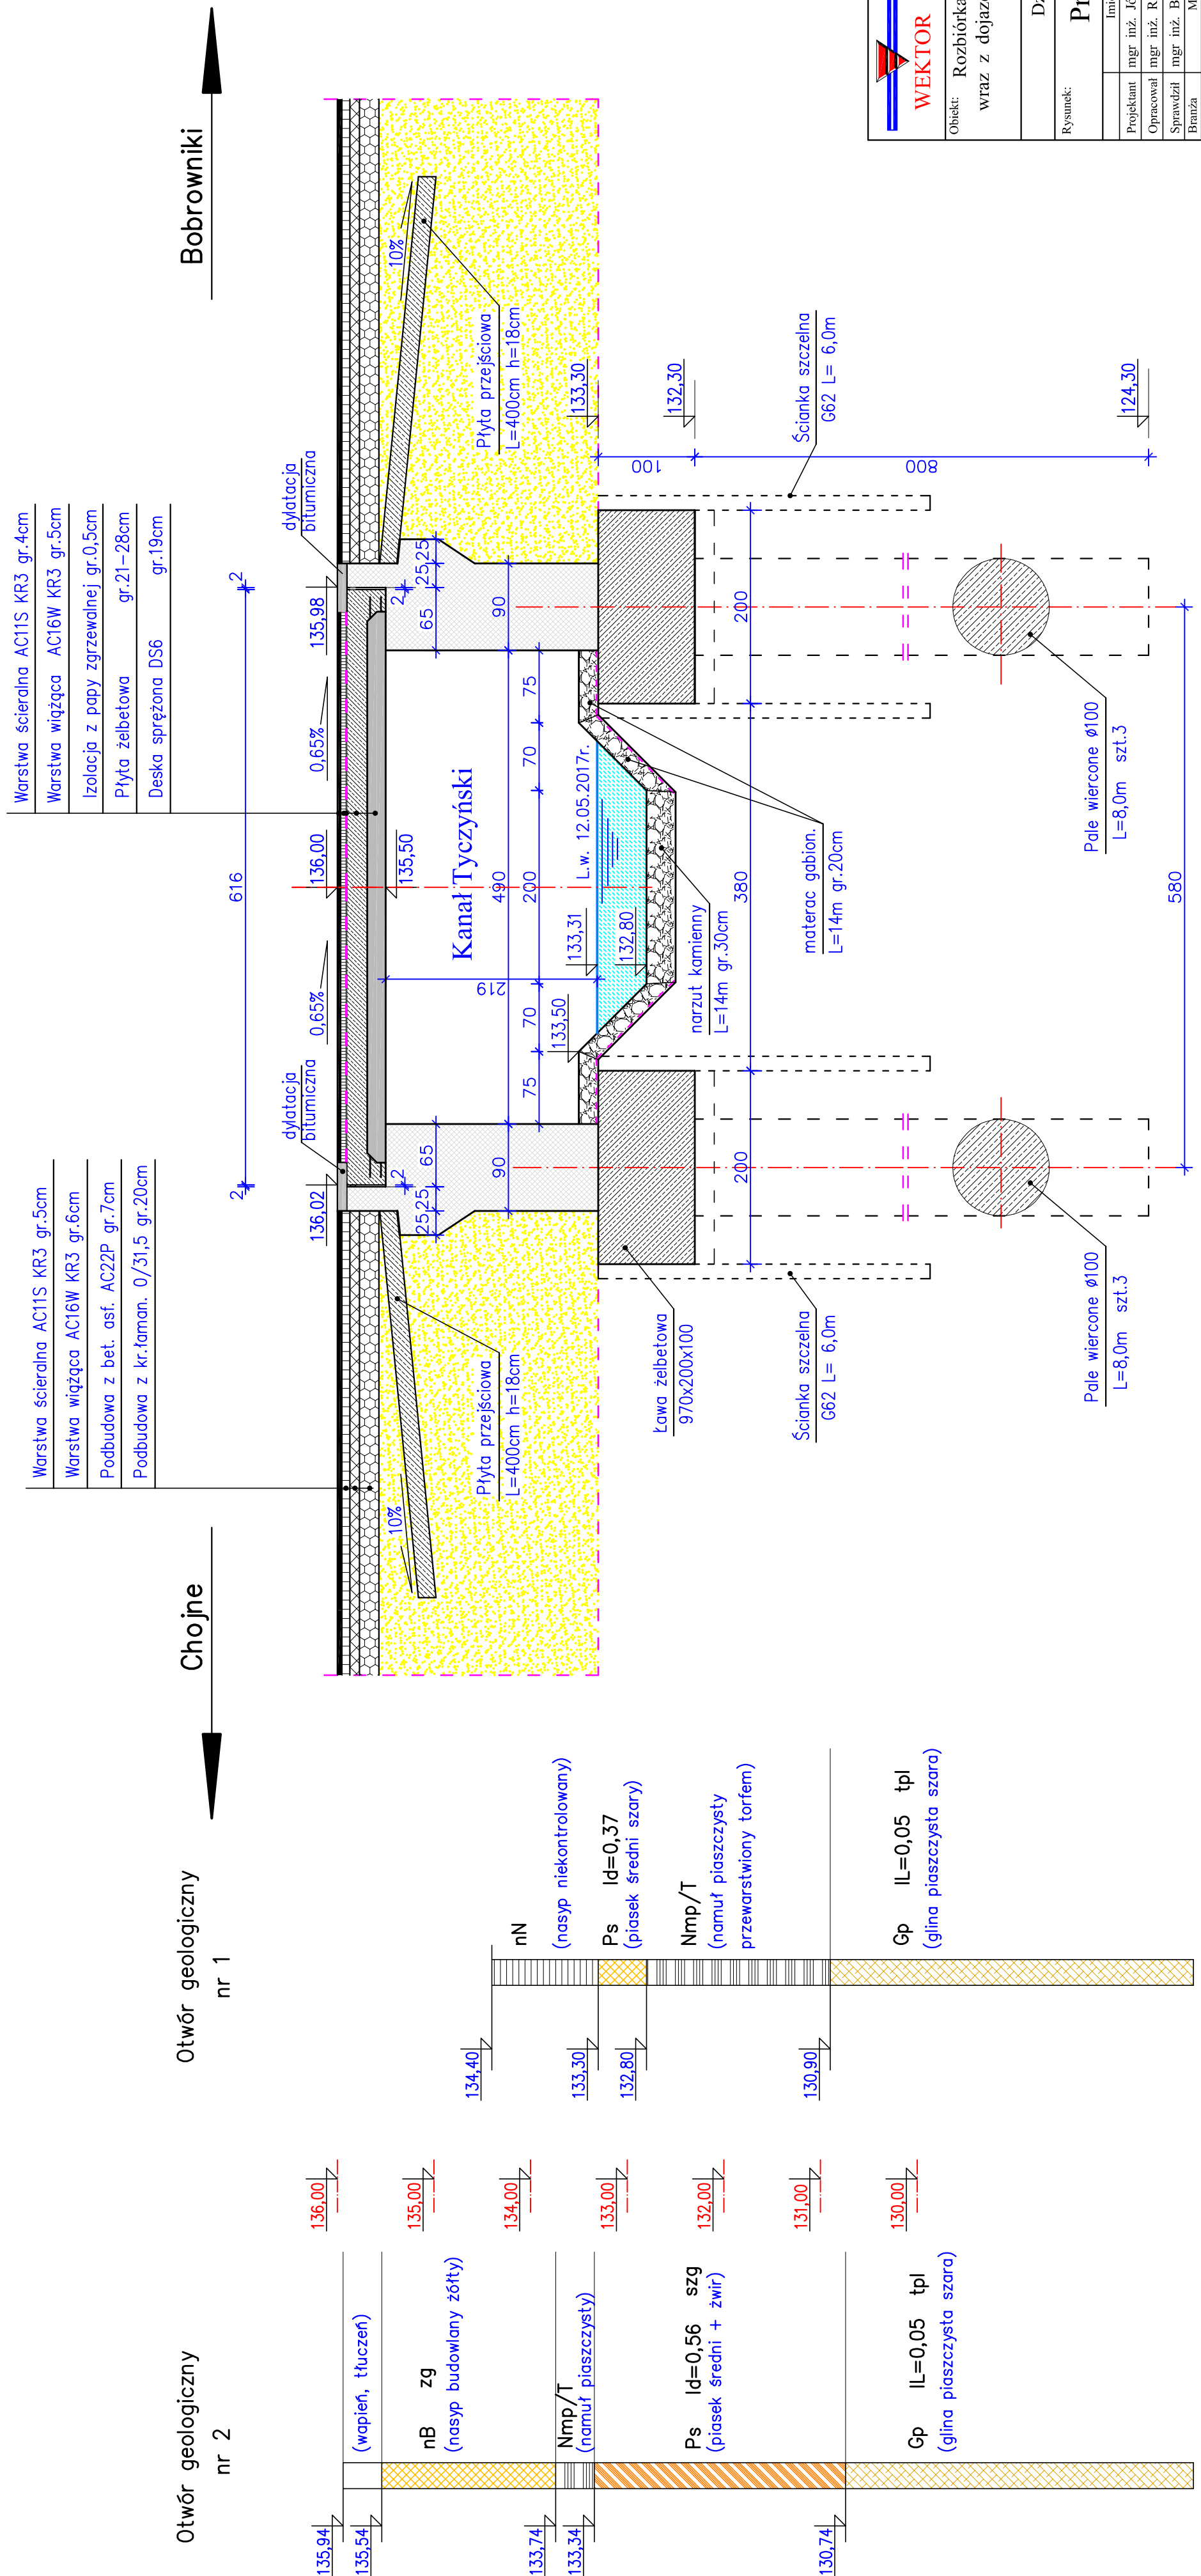 Otwór geologiczny
nr 2
135,94
135,54
133,74
133,34
130,74
(wapień, tłuczeń)
nB zg
(nasyp budowlany żółty)
Nmp/T
(namuł piaszczysty)
Ps Id=0,56 szg
(piasek średni + żwir)
Gp IL=0,05 tpl
(glina piaszczysta szara)
136,00
135,00
134,00
133,00
132,00
131,00
130,00
Otwór geologiczny
nr 1
134,40
133,30
132,80
130,90
nN
(nasyp niekontrolowany)
Ps Id=0,37
(piasek średni szary)
Nmp/T
(namuł piaszczysty
przewarstwiony torfem)
Gp IL=0,05 tpl
(glina piaszczysta szara)
Chojne
Bobrowniki
Warstwa ścieralna AC11S KR3 gr.5cm
Warstwa wiążąca AC16W KR3 gr.6cm
Podbudowa z bet. asf. AC22P gr.7cm
Podbudowa z kr.łaman. 0/31,5 gr.20cm
Warstwa ścieralna AC11S KR3 gr.4cm
Warstwa wiążąca AC16W KR3 gr.5cm
Izolacja z papy zgrzewalnej gr.0,5cm
Płyta żelbetowa gr.21-28cm
Deska sprężona DS6 gr.19cm
2
616
2
dylatacja
bitumiczna
dylatacja
bitumiczna
136,02
0,65%
136,00
0,65%
135,98
135,50
10%
10%
Płyta przejściowa
L=400cm h=18cm
Płyta przejściowa
L=400cm h=18cm
2
25
25
65
65
25
25
2
Kanał Tyczyński
219
90
490
90
75
70
200
70
75
133,50
133,31
132,80
L.w. 12.05.2017r.
narzut kamienny
L=14m gr.30cm
materac gabion.
L=14m gr.20cm
Ława żelbetowa
970x200x100
200
380
200
133,30
132,30
124,30
100
800
Ścianka szczelna
G62 L= 6,0m
Ścianka szczelna
G62 L= 6,0m
Pale wiercone ø100
L=8,0m szt.3
Pale wiercone ø100
L=8,0m szt.3
580
WEKTOR
Obiekt: Rozbiórka
wraz z
Rysunek:
Projektant mgr inż.
Opracował mgr inż.
Sprawdził mgr inż.
Branża